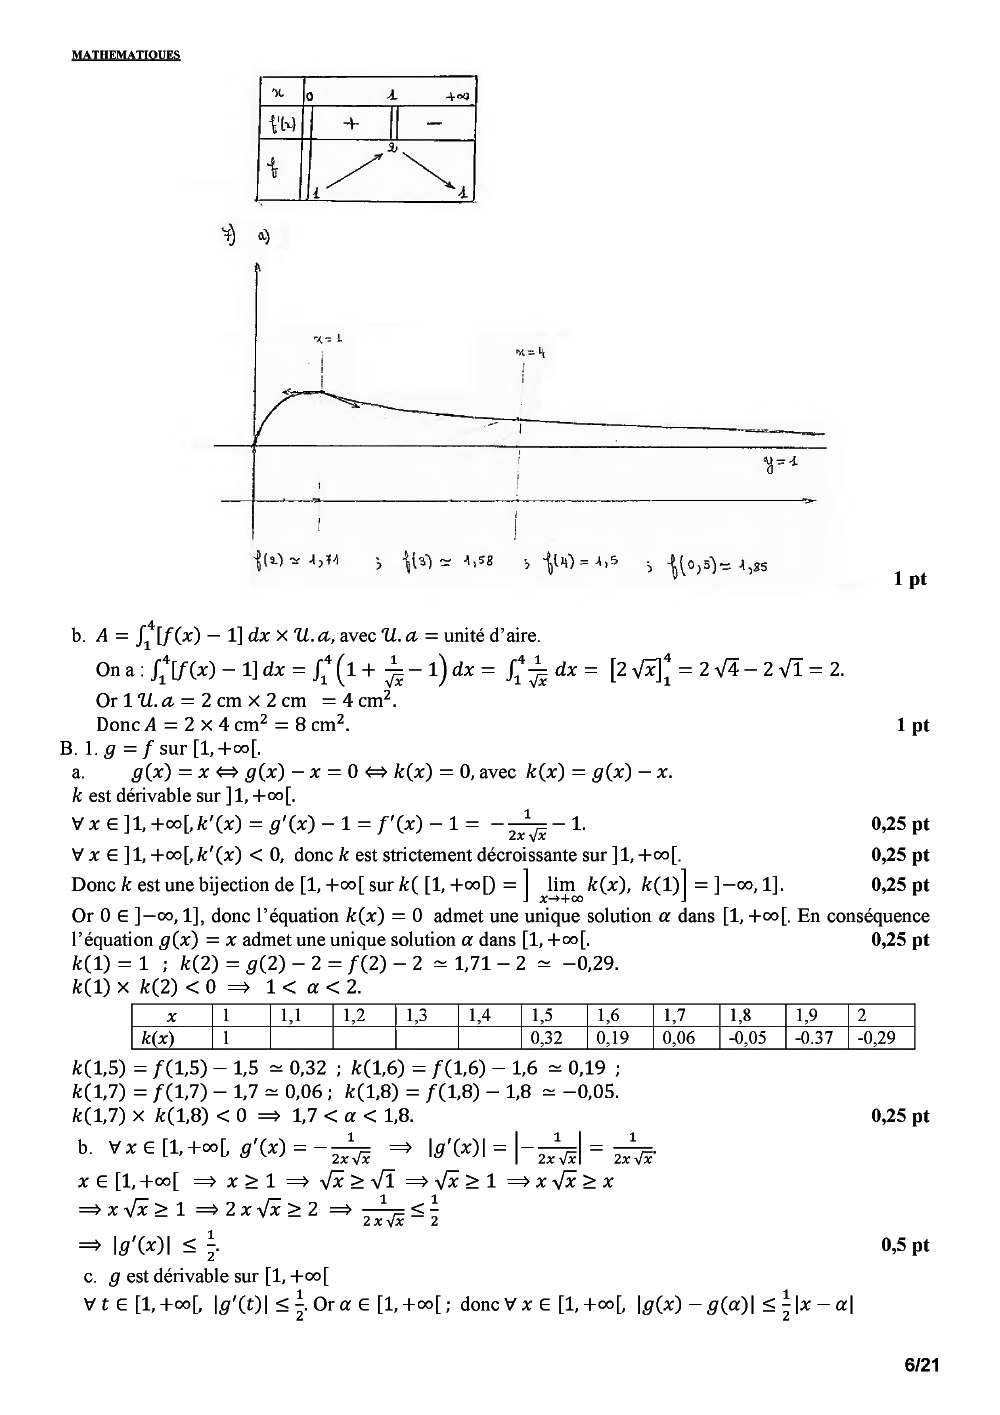 MATHEMATIQUES
x 0 1 +∞
f'(x) + −
f 1 2 1
7) a)
x = 1
x = 4
y = 1
1
f(2) ≃ 1,71 ; f(3) ≃ 1,58 ; f(4) = 1,5 ; f(0,5) ≃ 1,85
1 pt
b. A = ∫₁⁴[f(x) − 1] dx × U.a, avec U.a = unité d’aire.
On a : ∫₁⁴[f(x) − 1] dx = ∫₁⁴(1 + 1/√x − 1) dx = ∫₁⁴ 1/√x dx = [2√x]₁⁴ = 2√4 − 2√1 = 2.
Or 1 U.a = 2 cm × 2 cm = 4 cm².
Donc A = 2 × 4 cm² = 8 cm². 1 pt
B. 1. g = f sur [1, +∞[.
a. g(x) = x ⟺ g(x) − x = 0 ⟺ k(x) = 0, avec k(x) = g(x) − x.
k est dérivable sur ]1, +∞[.
∀ x ∈ ]1, +∞[, k′(x) = g′(x) − 1 = f′(x) − 1 = − 1/(2x√x) − 1. 0,25 pt
∀ x ∈ ]1, +∞[, k′(x) < 0, donc k est strictement décroissante sur ]1, +∞[. 0,25 pt
Donc k est une bijection de [1, +∞[ sur k( [1, +∞[) = ] lim x→+∞ k(x), k(1)] = ]−∞, 1]. 0,25 pt
Or 0 ∈ ]−∞, 1], donc l’équation k(x) = 0 admet une unique solution α dans [1, +∞[. En conséquence
l’équation g(x) = x admet une unique solution α dans [1, +∞[. 0,25 pt
k(1) = 1 ; k(2) = g(2) − 2 = f(2) − 2 ≃ 1,71 − 2 ≃ −0,29.
k(1) × k(2) < 0 ⟹ 1 < α < 2.
x 1 1,1 1,2 1,3 1,4 1,5 1,6 1,7 1,8 1,9 2
k(x) 1 0,32 0,19 0,06 -0,05 -0.37 -0,29
k(1,5) = f(1,5) − 1,5 ≃ 0,32 ; k(1,6) = f(1,6) − 1,6 ≃ 0,19 ;
k(1,7) = f(1,7) − 1,7 ≃ 0,06 ; k(1,8) = f(1,8) − 1,8 ≃ −0,05.
k(1,7) × k(1,8) < 0 ⟹ 1,7 < α < 1,8. 0,25 pt
b. ∀ x ∈ [1, +∞[, g′(x) = − 1/(2x√x) ⟹ |g′(x)| = |− 1/(2x√x)| = 1/(2x√x).
x ∈ [1, +∞[ ⟹ x ≥ 1 ⟹ √x ≥ √1 ⟹ √x ≥ 1 ⟹ x√x ≥ x
⟹ x√x ≥ 1 ⟹ 2x√x ≥ 2 ⟹ 1/(2x√x) ≤ 1/2
⟹ |g′(x)| ≤ 1/2. 0,5 pt
c. g est dérivable sur [1, +∞[
∀ t ∈ [1, +∞[, |g′(t)| ≤ 1/2. Or α ∈ [1, +∞[ ; donc ∀ x ∈ [1, +∞[, |g(x) − g(α)| ≤ 1/2 |x − α|
6/21